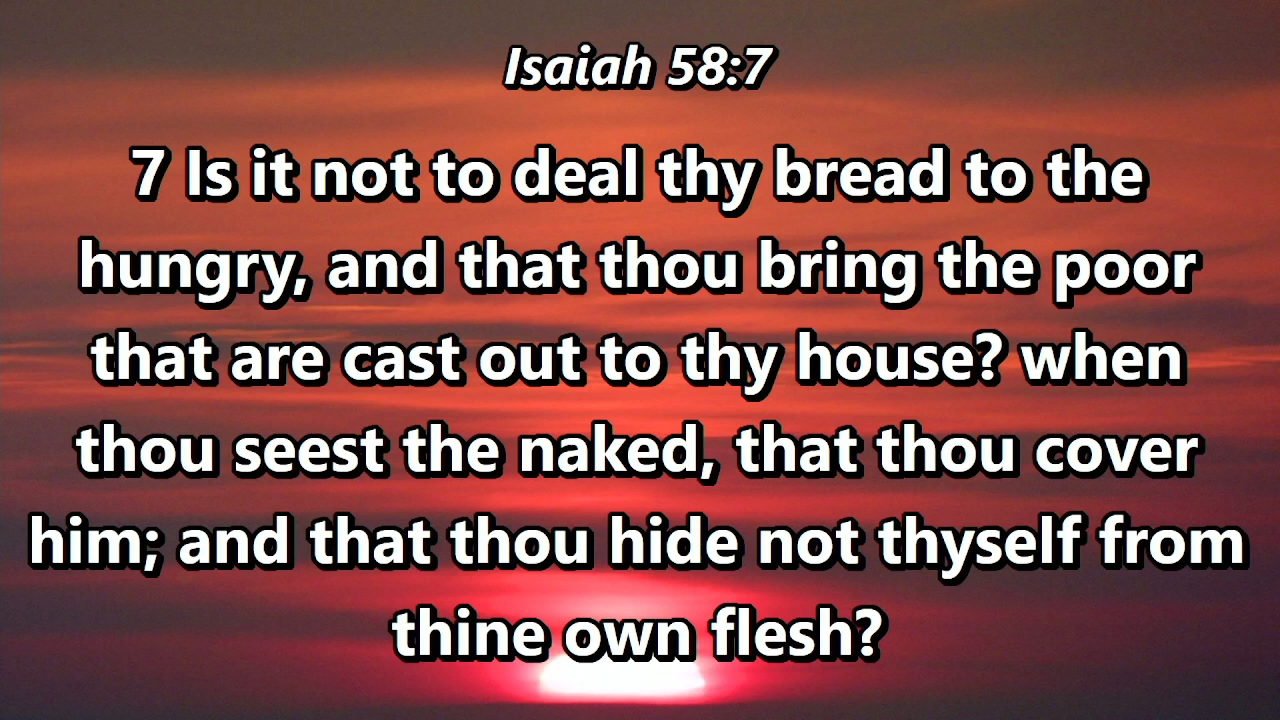 Isaiah 58:7
7 Is it not to deal thy bread to the
hungry, and that thou bring the poor
that are cast out to thy house? when
thou seest the naked, that thou cover
him; and that thou hide not thyself from
thine own flesh?